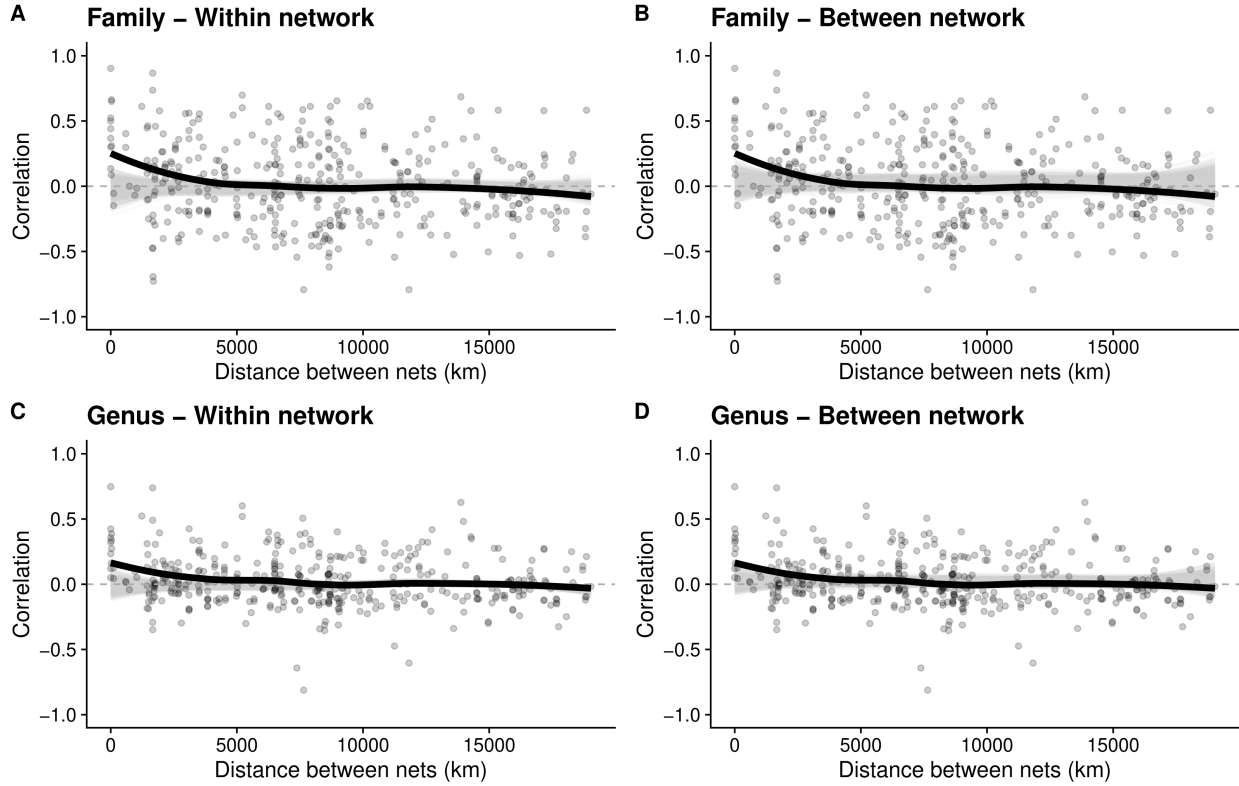 A Family – Within network
1.0
0.5
0.0
−0.5
−1.0
Correlation
0 5000 10000 15000
Distance between nets (km)
B Family – Between network
1.0
0.5
0.0
−0.5
−1.0
Correlation
0 5000 10000 15000
Distance between nets (km)
C Genus – Within network
1.0
0.5
0.0
−0.5
−1.0
Correlation
0 5000 10000 15000
Distance between nets (km)
D Genus – Between network
1.0
0.5
0.0
−0.5
−1.0
Correlation
0 5000 10000 15000
Distance between nets (km)